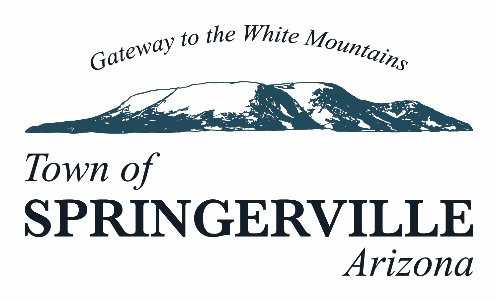 Gateway to the White Mountains
Town of
SPRINGERVILLE
Arizona